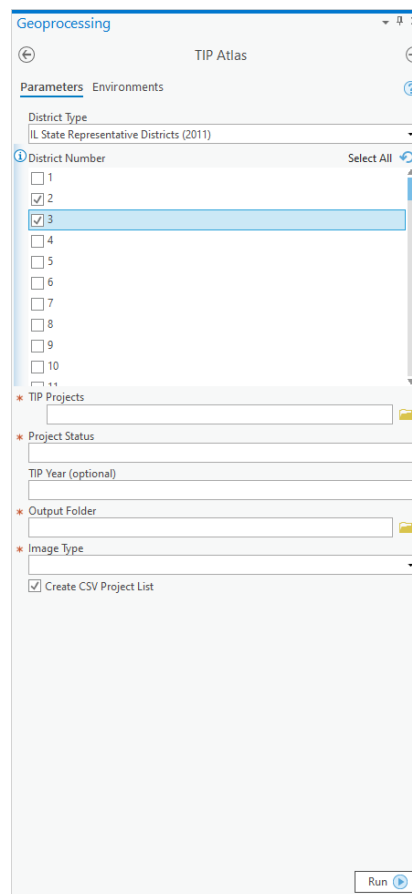 Geoprocessing
TIP Atlas
Parameters Environments
District Type
IL State Representative Districts (2011)
District Number Select All
1
2
3
4
5
6
7
8
9
10
* TIP Projects
* Project Status
TIP Year (optional)
* Output Folder
* Image Type
Create CSV Project List
Run